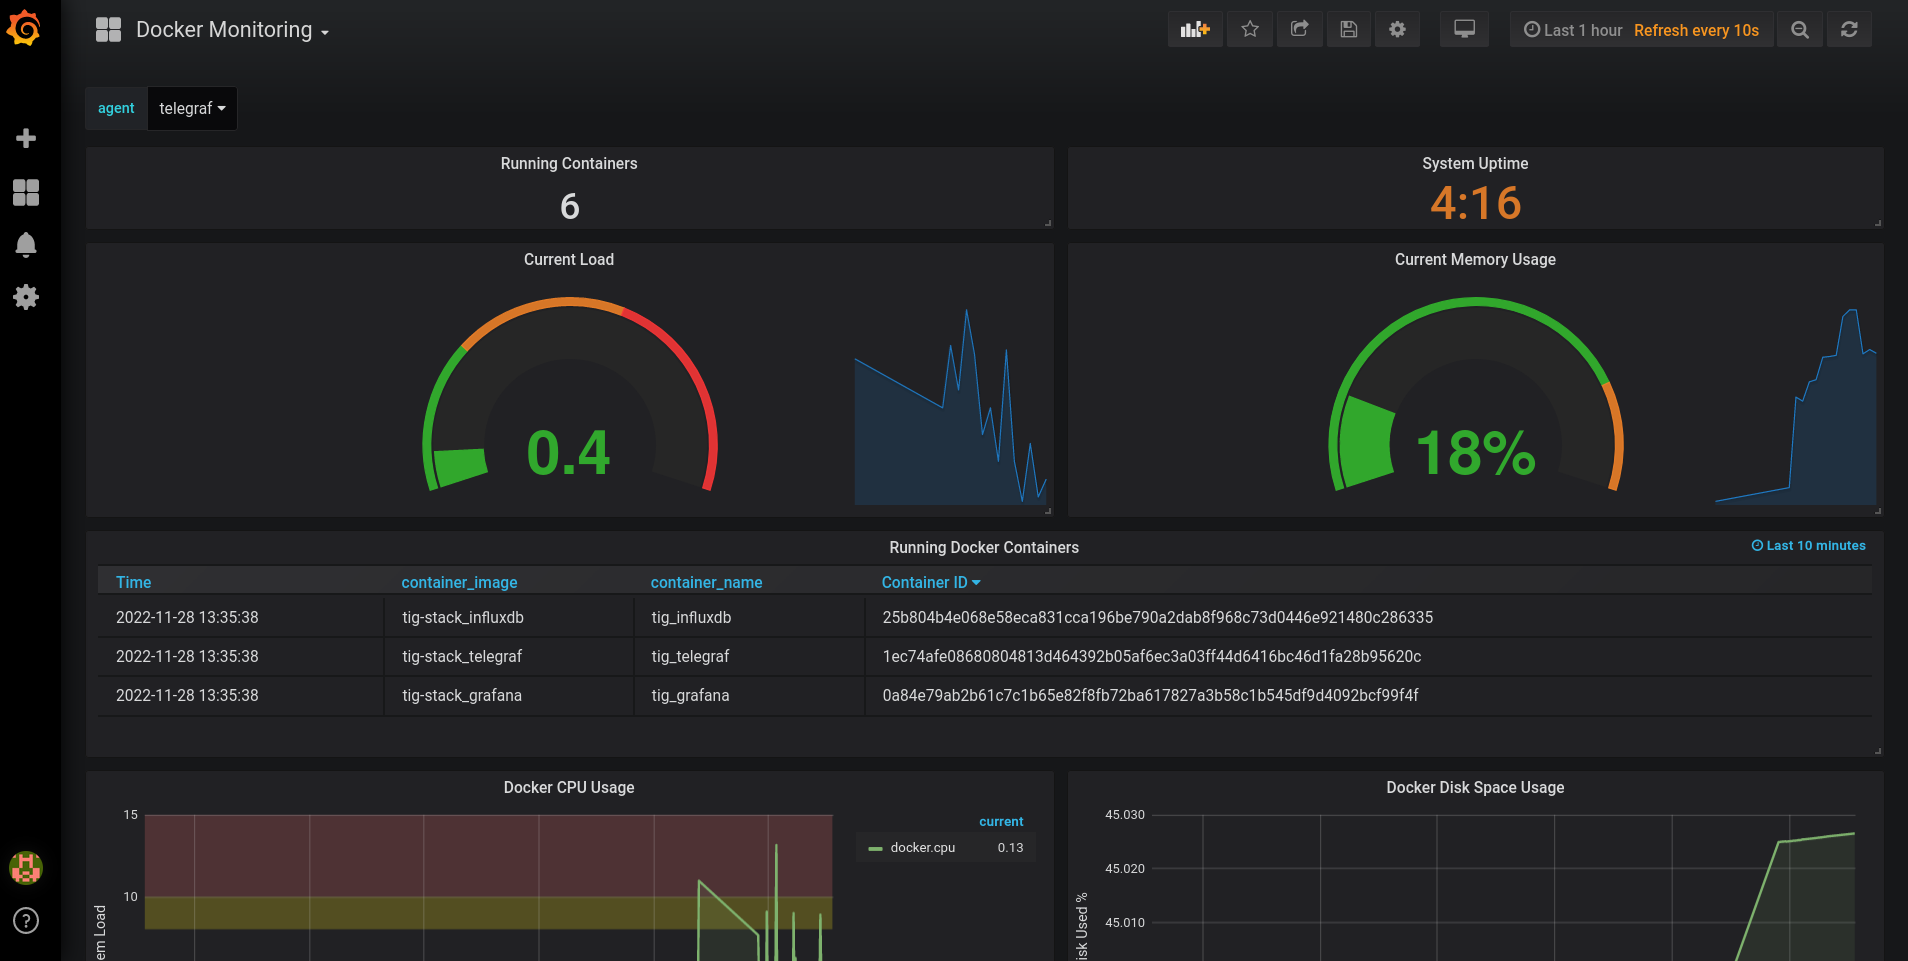 Docker Monitoring
Last 1 hour Refresh every 10s
agent telegraf
Running Containers
6
System Uptime
4:16
Current Load
0.4
Current Memory Usage
18%
Running Docker Containers
Last 10 minutes
Time container_image container_name Container ID
2022-11-28 13:35:38 tig-stack_influxdb tig_influxdb 25b804b4e068e58eca831cca196be790a2dab8f968c73d0446e921480c286335
2022-11-28 13:35:38 tig-stack_telegraf tig_telegraf 1ec74afe08680804813d464392b05af6ec3a03ff44d6416bc46d1fa28b95620c
2022-11-28 13:35:38 tig-stack_grafana tig_grafana 0a84e79ab2b61c7c1b65e82f8fb72ba617827a3b58c1b545df9d4092bcf99f4f
Docker CPU Usage
15
10
em Load
current
docker.cpu 0.13
Docker Disk Space Usage
45.030
45.020
45.010
isk Used %
?